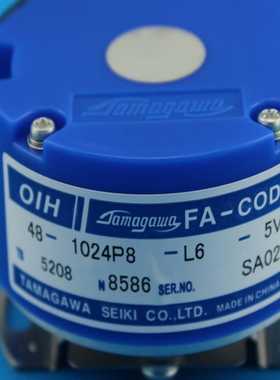 Tamagawa
OIH Tamagawa FA-COD
48- 1024P8 -L6 - 5V
TS 5208 N 8586 SER.NO. SA02
TAMAGAWA SEIKI CO.,LTD. MADE IN CHINA